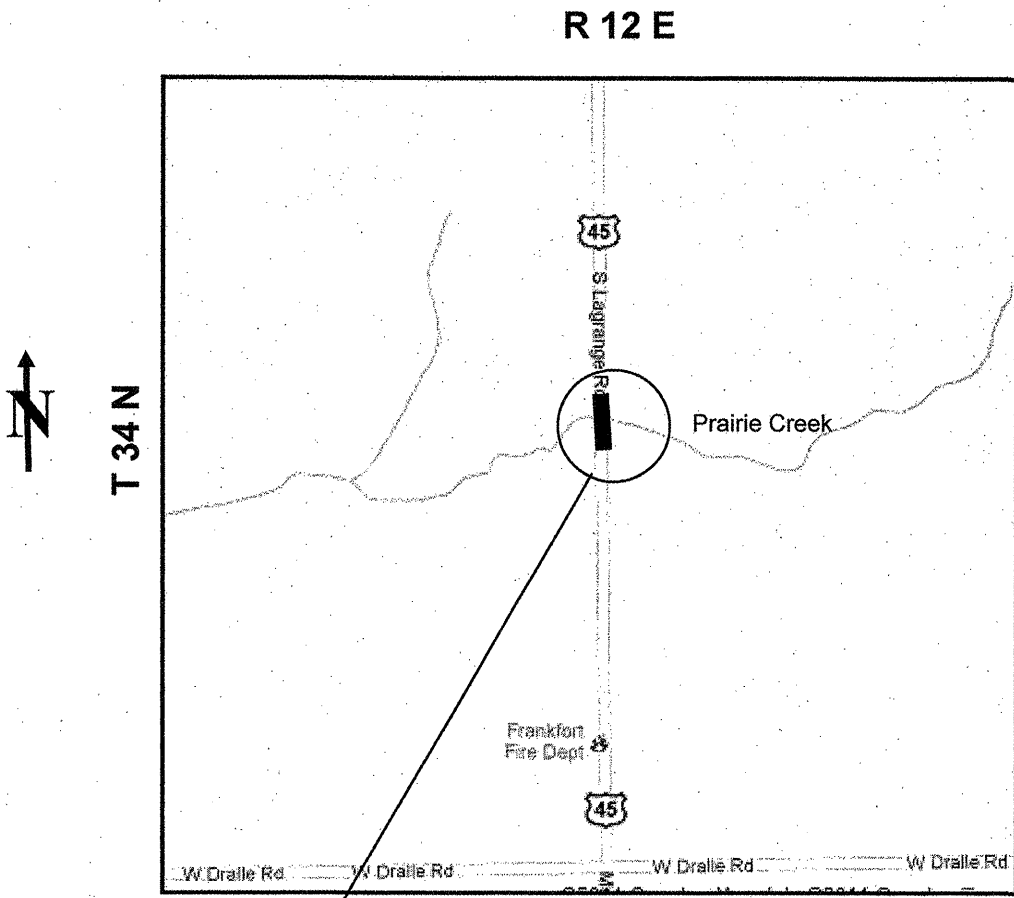 R 12 E
45
S Lagrange Rd
Prairie Creek
N
T 34 N
Frankfort
Fire Dept
45
W Dralle Rd
W Dralle Rd
W Dralle Rd
W Dralle Rd